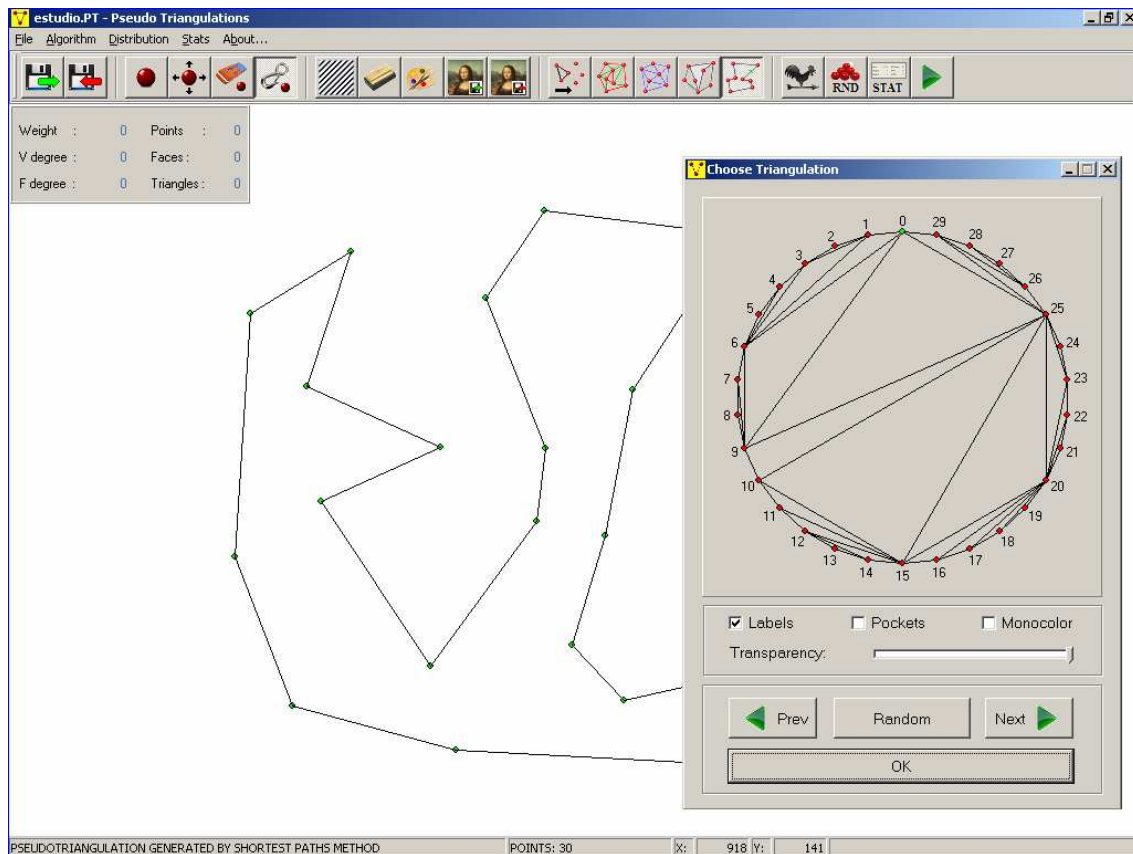 estudio.PT - Pseudo Triangulations
File Algorithm Distribution Stats About...
RND STAT
Weight : 0 Points : 0
V degree : 0 Faces : 0
F degree : 0 Triangles : 0
Choose Triangulation
0
1 29
2 28
3 27
4 26
5 25
6 24
7 23
8 22
9 21
10 20
11 19
12 18
13 17
14 15 16
Labels Pockets Monocolor
Transparency:
Prev Random Next
OK
PSEUDOTRIANGULATION GENERATED BY SHORTEST PATHS METHOD POINTS: 30 X: 918 Y: 141